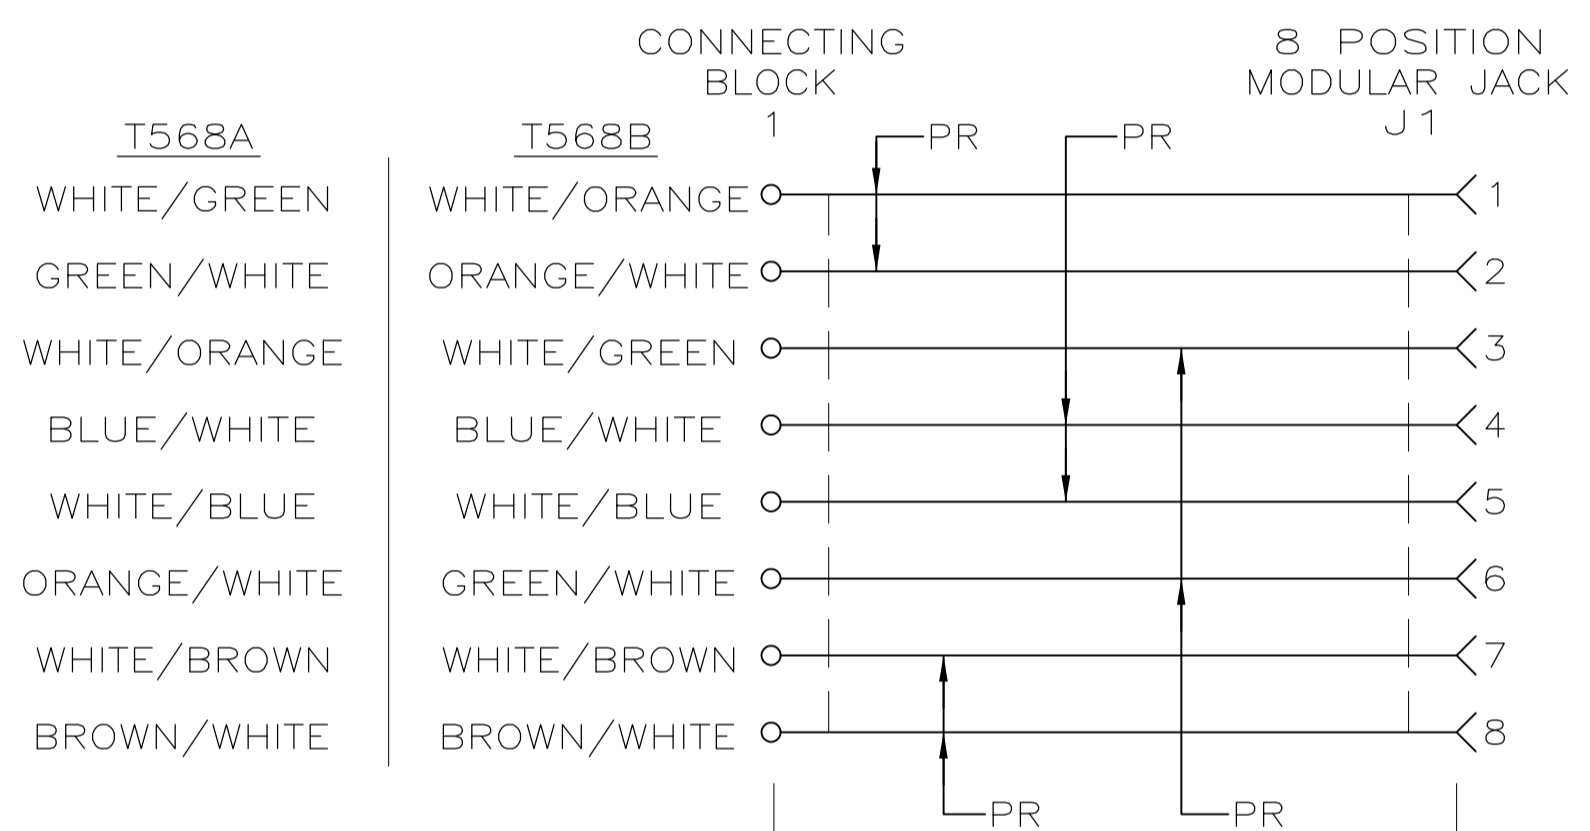 CONNECTING
BLOCK
1
8 POSITION
MODULAR JACK
J1
T568A T568B PR PR
WHITE/GREEN WHITE/ORANGE 1
GREEN/WHITE ORANGE/WHITE 2
WHITE/ORANGE WHITE/GREEN 3
BLUE/WHITE BLUE/WHITE 4
WHITE/BLUE WHITE/BLUE 5
ORANGE/WHITE GREEN/WHITE 6
WHITE/BROWN WHITE/BROWN 7
BROWN/WHITE BROWN/WHITE 8
PR PR